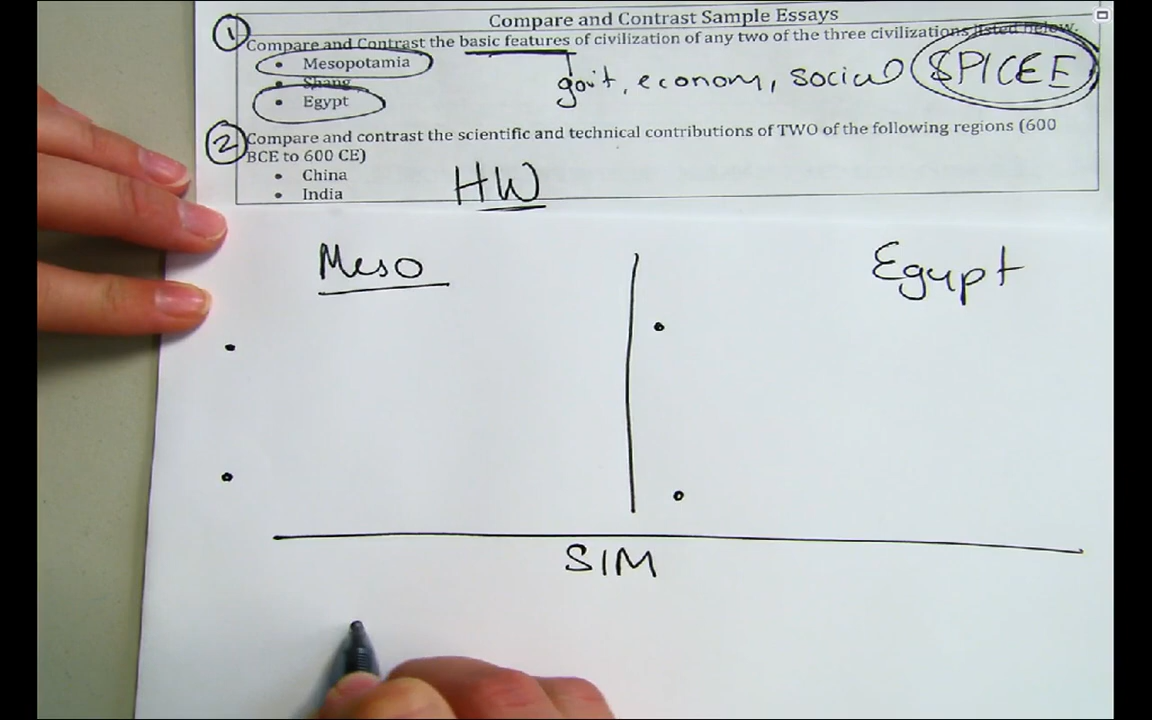 Compare and Contrast Sample Essays
1 Compare and Contrast the basic features of civilization of any two of the three civilizations listed below.
• Mesopotamia
• Shang
• Egypt
gov't, econom, social SPICEE
2 Compare and contrast the scientific and technical contributions of TWO of the following regions (600
BCE to 600 CE)
• China
• India
HW
Meso
Egypt
SIM